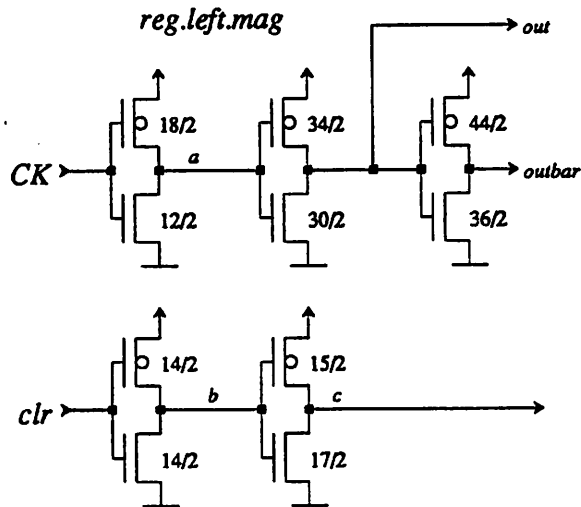 reg.left.mag
out
18/2
34/2
44/2
CK
a
outbar
12/2
30/2
36/2
14/2
15/2
clr
b
c
14/2
17/2